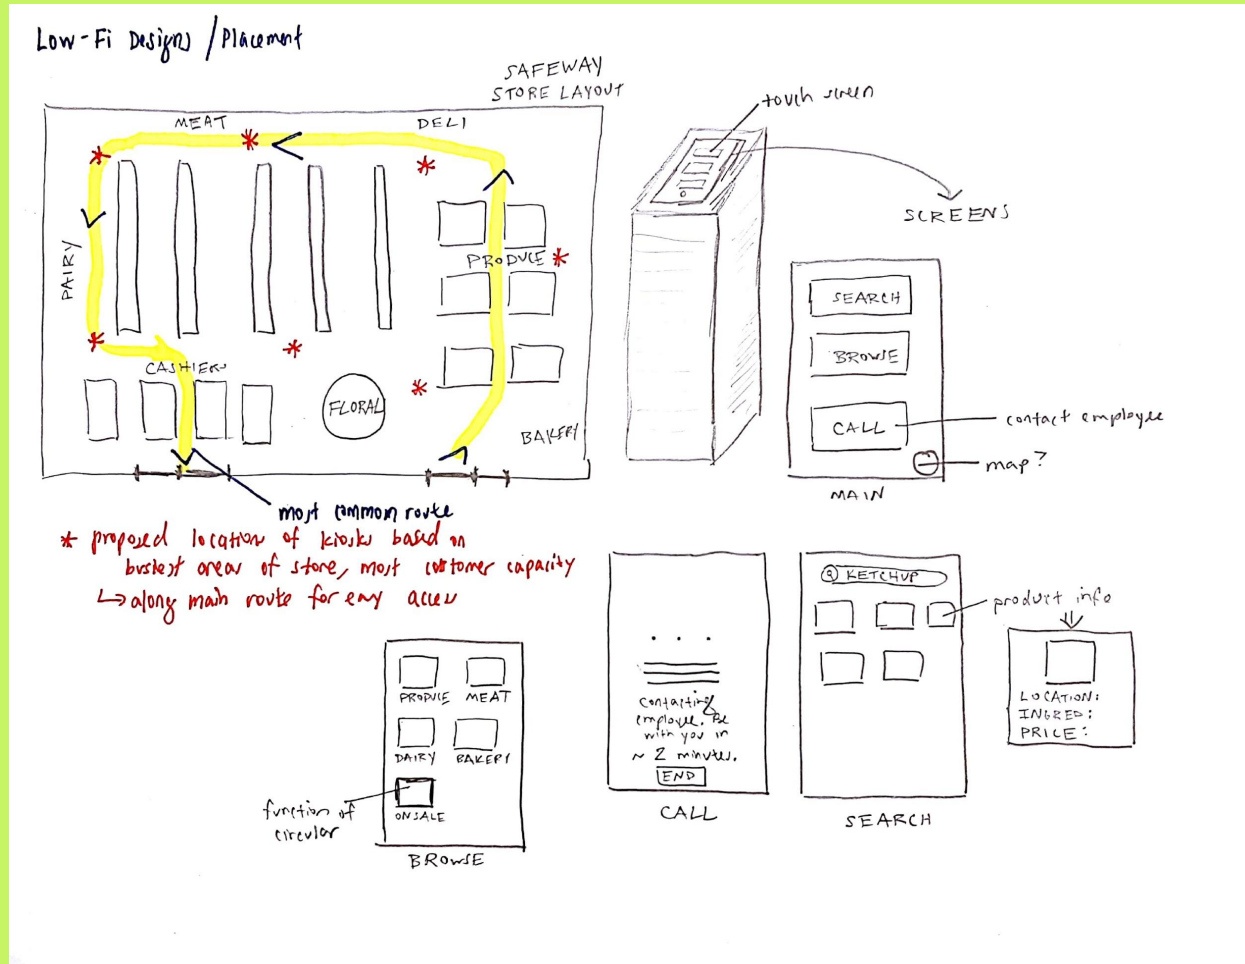 Low-Fi Designs / Placement
SAFEWAY
STORE LAYOUT
MEAT
DELI
DAIRY
PRODUCE
CASHIERS
FLORAL
BAKERY
most common route
* proposed location of kiosks based on
busiest areas of store, most customer capacity
↳ along main route for easy access
touch screen
SCREENS
SEARCH
BROWSE
CALL
contact employee
map?
MAIN
PRODUCE
MEAT
DAIRY
BAKERY
ON SALE
function of
circular
BROWSE
. . .
Contacting
employee. Be
with you in
~ 2 minutes.
END
CALL
KETCHUP
product info
SEARCH
LOCATION:
INGRED:
PRICE: